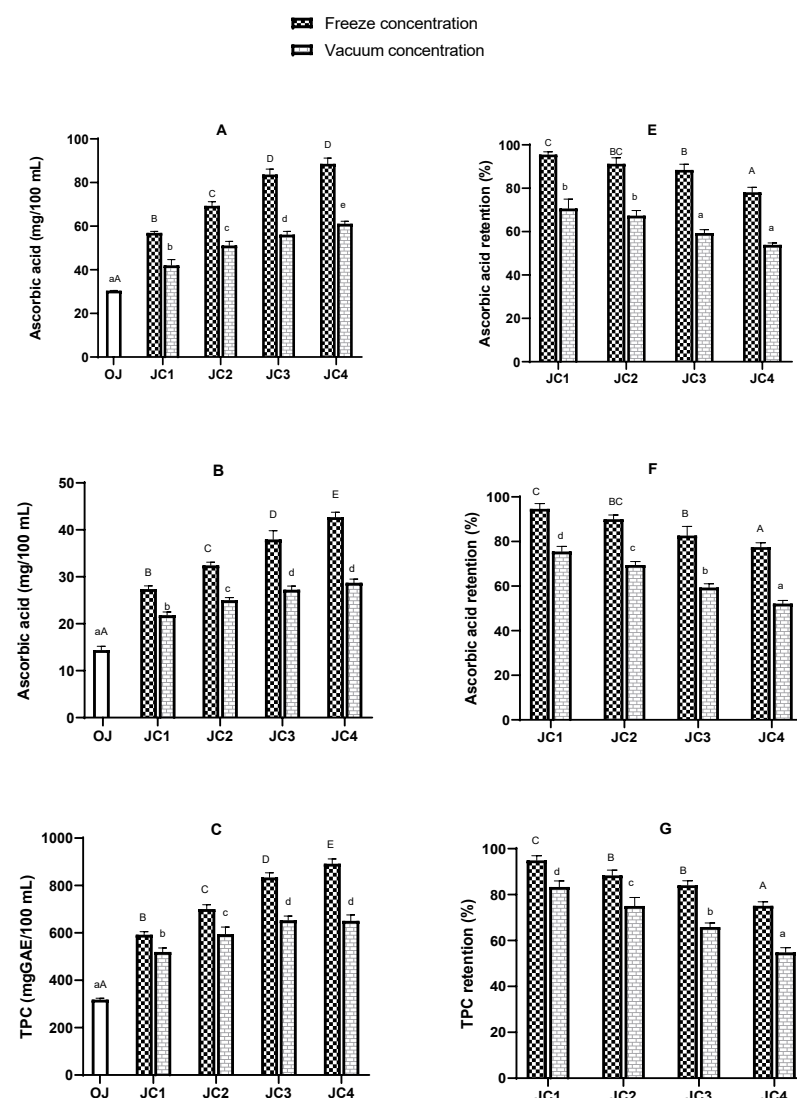 Freeze concentration
Vacuum concentration
A
Ascorbic acid (mg/100 mL)
100
80
60
40
20
0
aA
B
b
C
c
D
d
D
e
OJ JC1 JC2 JC3 JC4
E
Ascorbic acid retention (%)
100
80
60
40
20
0
C
b
BC
b
B
a
A
a
JC1 JC2 JC3 JC4
B
Ascorbic acid (mg/100 mL)
50
40
30
20
10
0
aA
B
b
C
c
D
d
E
d
OJ JC1 JC2 JC3 JC4
F
Ascorbic acid retention (%)
100
80
60
40
20
0
C
d
BC
c
B
b
A
a
JC1 JC2 JC3 JC4
C
TPC (mgGAE/100 mL)
1000
800
600
400
200
0
aA
B
b
C
c
D
d
E
d
OJ JC1 JC2 JC3 JC4
G
TPC retention (%)
100
80
60
40
20
0
C
d
B
c
B
b
A
a
JC1 JC2 JC3 JC4